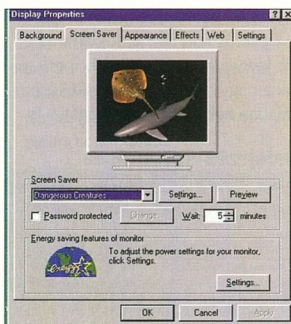 Display Properties
Background Screen Saver Appearance Effects Web Settings
Screen Saver
Dangerous Creatures Settings... Preview
Password protected Change... Wait: 5 minutes
Energy saving features of monitor
To adjust the power settings for your monitor,
click Settings.
energy
Settings...
OK Cancel Apply